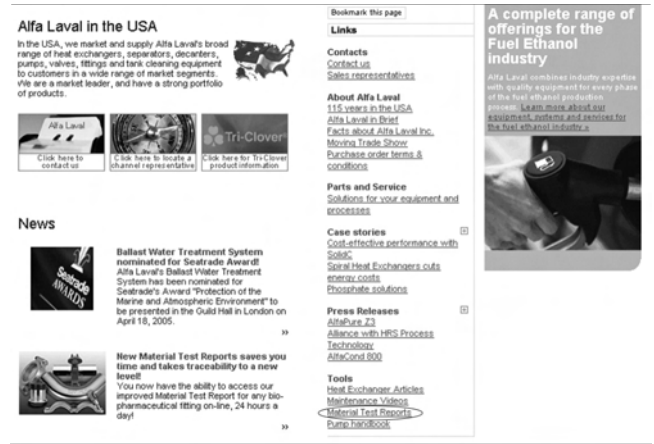 Alfa Laval in the USA
In the USA, we market and supply Alfa Laval's broad
range of heat exchangers, separators, decanters,
pumps, valves, fittings and tank cleaning equipment
to customers in a wide range of market segments.
We are a market leader, and have a strong portfolio
of products.
Alfa Laval
Click here to
contact us
Click here to locate a
channel representative
Tri-Clover
Click here for Tri-Clover
product information
News
Seatrade
AWARDS
Ballast Water Treatment System
nominated for Seatrade Award!
Alfa Laval's Ballast Water Treatment
System has been nominated for
Seatrade's Award "Protection of the
Marine and Atmospheric Environment" to
be presented in the Guild Hall in London on
April 18, 2005.
»
New Material Test Reports saves you
time and takes traceability to a new
level!
You now have the ability to access our
improved Material Test Report for any bio-
pharmaceutical fitting on-line, 24 hours a
day!
»
Bookmark this page
Links
Contacts
Contact us
Sales representatives
About Alfa Laval
115 years in the USA
Alfa Laval in Brief
Facts about Alfa Laval Inc.
Moving Trade Show
Purchase order terms &
conditions
Parts and Service
Solutions for your equipment and
processes
Case stories
Cost-effective performance with
SolidC
Spiral Heat Exchangers cuts
energy costs
Phosphate solutions
Press Releases
AlfaPure Z3
Alliance with HRS Process
Technology
AlfaCond 800
Tools
Heat Exchanger Articles
Maintenance Videos
Material Test Reports
Pump handbook
A complete range of
offerings for the
Fuel Ethanol
industry
Alfa Laval combines industry expertise
with quality equipment for every phase
of the fuel ethanol production
process. Learn more about our
equipment, systems and services for
the fuel ethanol industry »